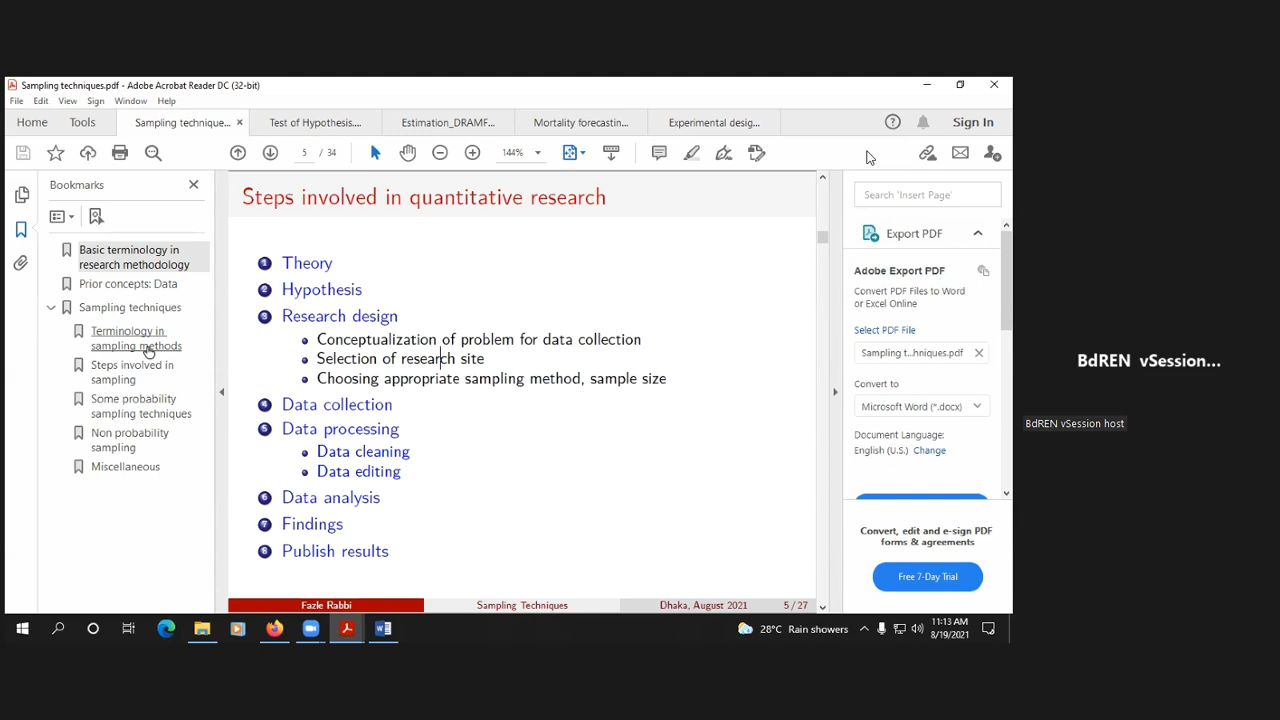 Sampling techniques.pdf - Adobe Acrobat Reader DC (32-bit)
File Edit View Sign Window Help
Home Tools Sampling technique... × Test of Hypothesis.... Estimation_DRAMF... Mortality forecastin... Experimental desig... Sign In
5 / 34 144%
Bookmarks
Basic terminology in
research methodology
Prior concepts: Data
Sampling techniques
Terminology in
sampling methods
Steps involved in
sampling
Some probability
sampling techniques
Non probability
sampling
Miscellaneous
Steps involved in quantitative research
1 Theory
2 Hypothesis
3 Research design
• Conceptualization of problem for data collection
• Selection of research site
• Choosing appropriate sampling method, sample size
4 Data collection
5 Data processing
• Data cleaning
• Data editing
6 Data analysis
7 Findings
8 Publish results
Fazle Rabbi Sampling Techniques Dhaka, August 2021 5 / 27
Search 'Insert Page'
Export PDF
Adobe Export PDF
Convert PDF Files to Word
or Excel Online
Select PDF File
Sampling t...hniques.pdf ×
Convert to
Microsoft Word (*.docx)
Document Language:
English (U.S.) Change
Convert, edit and e-sign PDF
forms & agreements
Free 7-Day Trial
28°C Rain showers
11:13 AM
8/19/2021
BdREN vSession...
BdREN vSession host